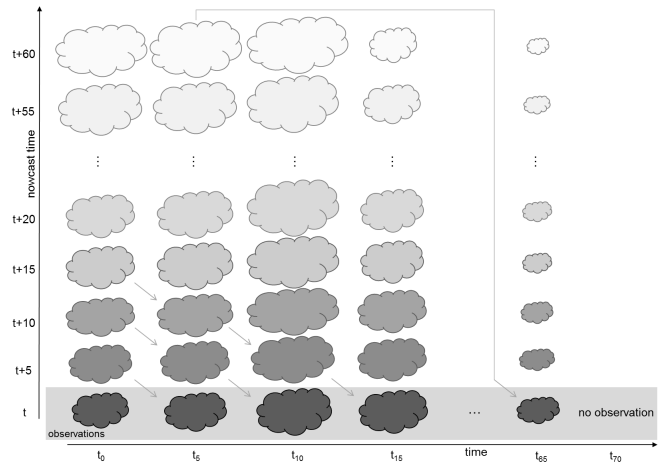 t+60
t+55
nowcast time
⋮ ⋮ ⋮ ⋮ ⋮
t+20
t+15
t+10
t+5
t
... no observation
observations
time
t₀ t₅ t₁₀ t₁₅ t₆₅ t₇₀